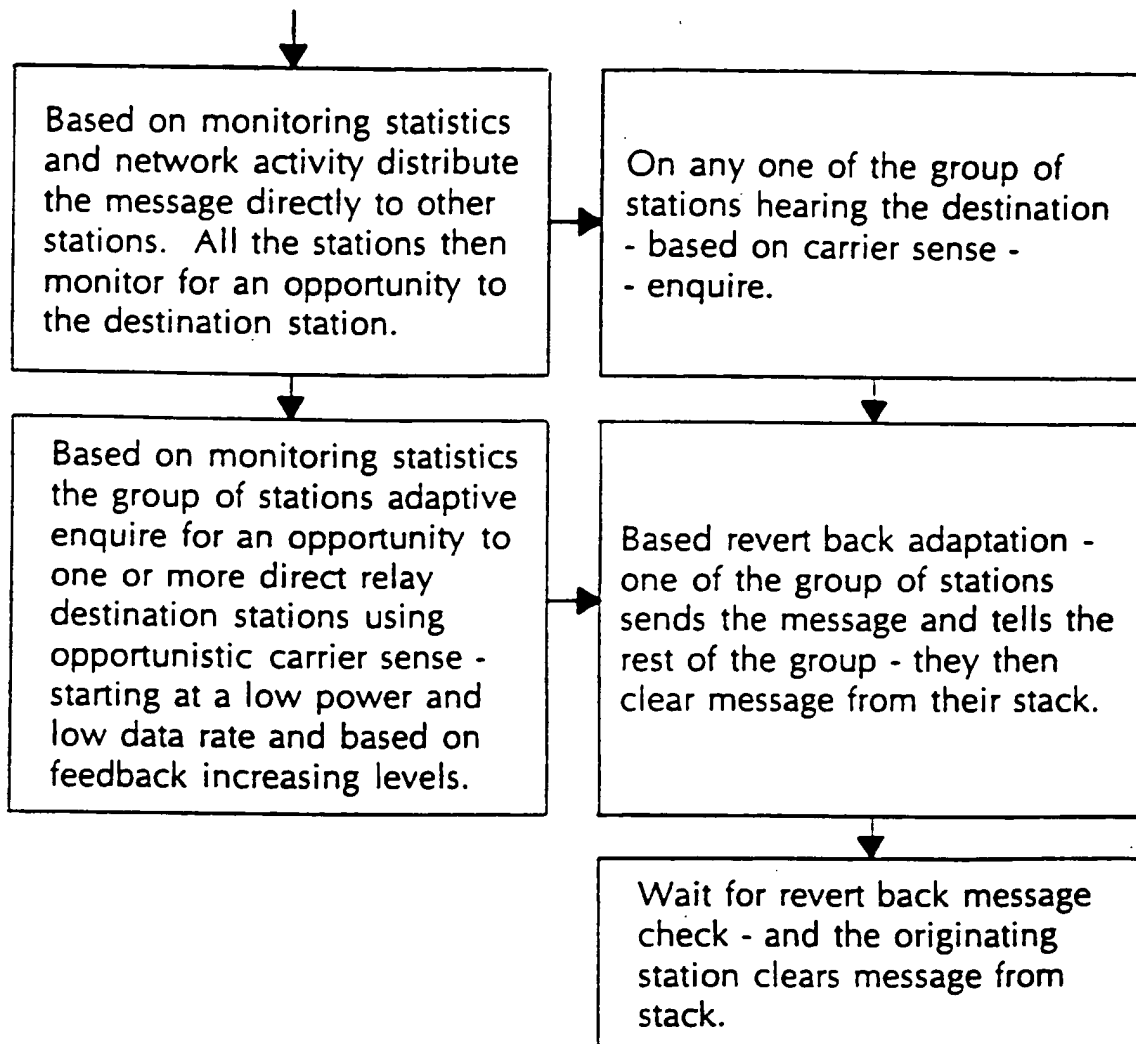 Based on monitoring statistics
and network activity distribute
the message directly to other
stations. All the stations then
monitor for an opportunity to
the destination station.
On any one of the group of
stations hearing the destination
- based on carrier sense -
- enquire.
Based on monitoring statistics
the group of stations adaptive
enquire for an opportunity to
one or more direct relay
destination stations using
opportunistic carrier sense -
starting at a low power and
low data rate and based on
feedback increasing levels.
Based revert back adaptation -
one of the group of stations
sends the message and tells the
rest of the group - they then
clear message from their stack.
Wait for revert back message
check - and the originating
station clears message from
stack.